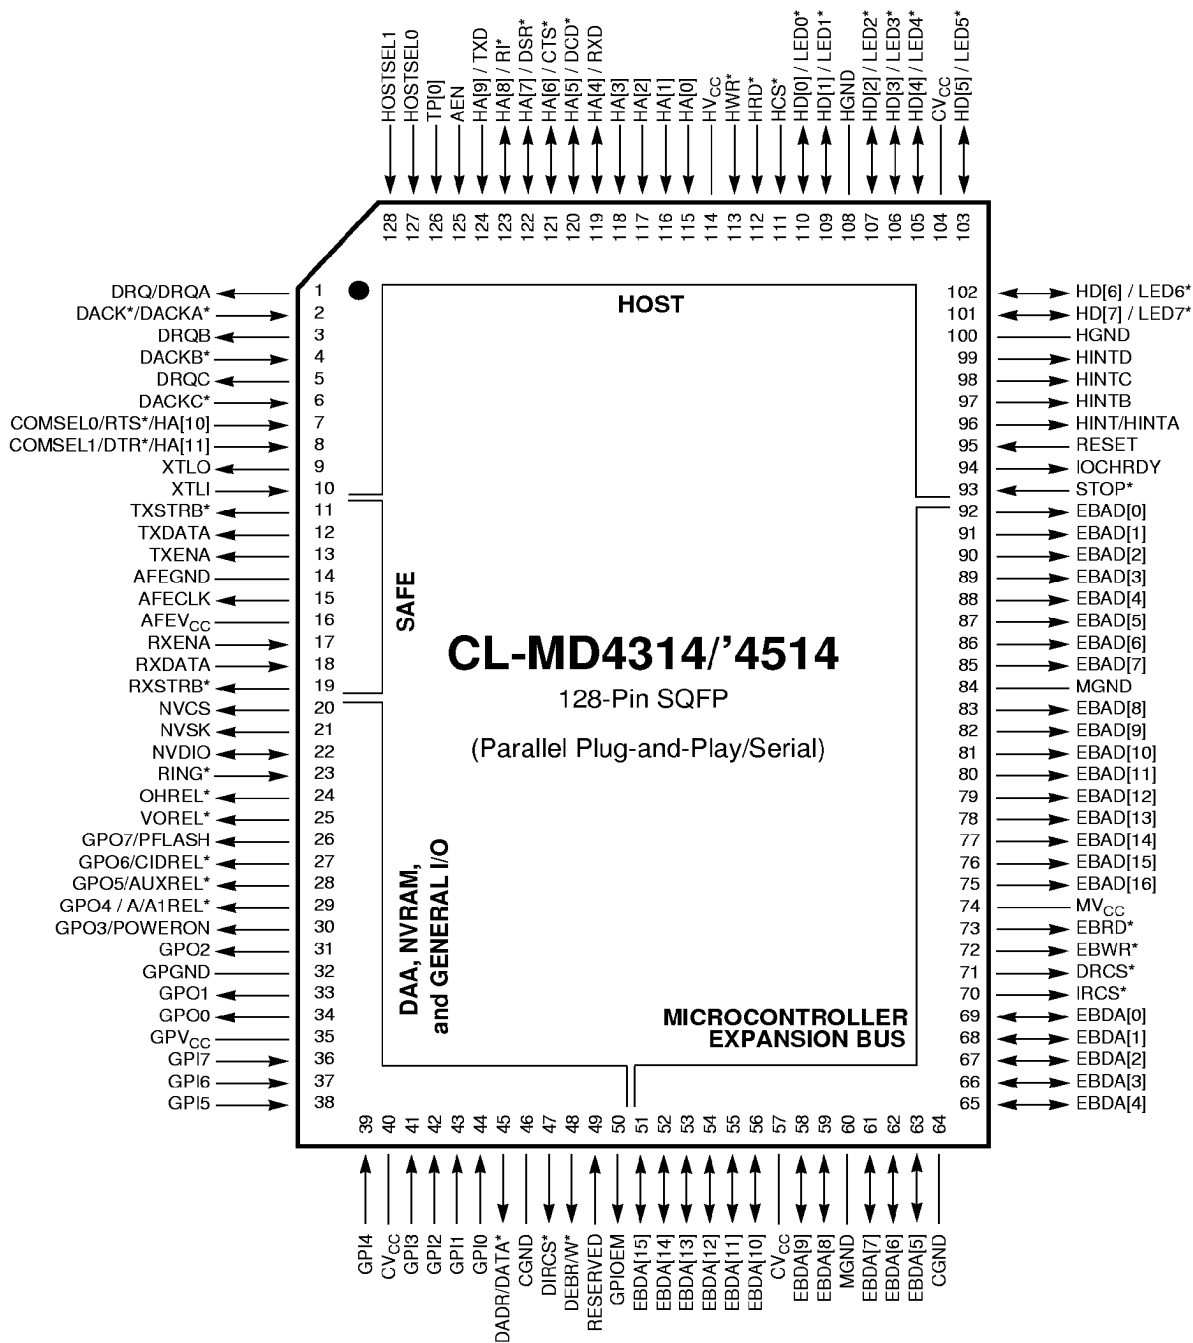 HOSTSEL1
HOSTSEL0
TP[0]
AEN
HA[9] / TXD
HA[8] / RI*
HA[7] / DSR*
HA[6] / CTS*
HA[5] / DCD*
HA[4] / RXD
HA[3]
HA[2]
HA[1]
HA[0]
HVCC
HWR*
HRD*
HCS*
HD[0] / LED0*
HD[1] / LED1*
HGND
HD[2] / LED2*
HD[3] / LED3*
HD[4] / LED4*
CVCC
HD[5] / LED5*
128
127
126
125
124
123
122
121
120
119
118
117
116
115
114
113
112
111
110
109
108
107
106
105
104
103
DRQ/DRQA 1
DACK*/DACKA* 2
DRQB 3
DACKB* 4
DRQC 5
DACKC* 6
COMSEL0/RTS*/HA[10] 7
COMSEL1/DTR*/HA[11] 8
XTLO 9
XTLI 10
TXSTRB* 11
TXDATA 12
TXENA 13
AFEGND 14
AFECLK 15
AFEVCC 16
RXENA 17
RXDATA 18
RXSTRB* 19
NVCS 20
NVSK 21
NVDIO 22
RING* 23
OHREL* 24
VOREL* 25
GPO7/PFLASH 26
GPO6/CIDREL* 27
GPO5/AUXREL* 28
GPO4 / A/A1REL* 29
GPO3/POWERON 30
GPO2 31
GPGND 32
GPO1 33
GPO0 34
GPVCC 35
GPI7 36
GPI6 37
GPI5 38
HOST
SAFE
CL-MD4314/’4514
128-Pin SQFP
(Parallel Plug-and-Play/Serial)
DAA, NVRAM,
and GENERAL I/O
MICROCONTROLLER
EXPANSION BUS
102 HD[6] / LED6*
101 HD[7] / LED7*
100 HGND
99 HINTD
98 HINTC
97 HINTB
96 HINT/HINTA
95 RESET
94 IOCHRDY
93 STOP*
92 EBAD[0]
91 EBAD[1]
90 EBAD[2]
89 EBAD[3]
88 EBAD[4]
87 EBAD[5]
86 EBAD[6]
85 EBAD[7]
84 MGND
83 EBAD[8]
82 EBAD[9]
81 EBAD[10]
80 EBAD[11]
79 EBAD[12]
78 EBAD[13]
77 EBAD[14]
76 EBAD[15]
75 EBAD[16]
74 MVCC
73 EBRD*
72 EBWR*
71 DRCS*
70 IRCS*
69 EBDA[0]
68 EBDA[1]
67 EBDA[2]
66 EBDA[3]
65 EBDA[4]
39
40
41
42
43
44
45
46
47
48
49
50
51
52
53
54
55
56
57
58
59
60
61
62
63
64
GPI4
CVCC
GPI3
GPI2
GPI1
GPI0
DADR/DATA*
CGND
DIRCS*
DEBR/W*
RESERVED
GPIOEM
EBDA[15]
EBDA[14]
EBDA[13]
EBDA[12]
EBDA[11]
EBDA[10]
CVCC
EBDA[9]
EBDA[8]
MGND
EBDA[7]
EBDA[6]
EBDA[5]
CGND